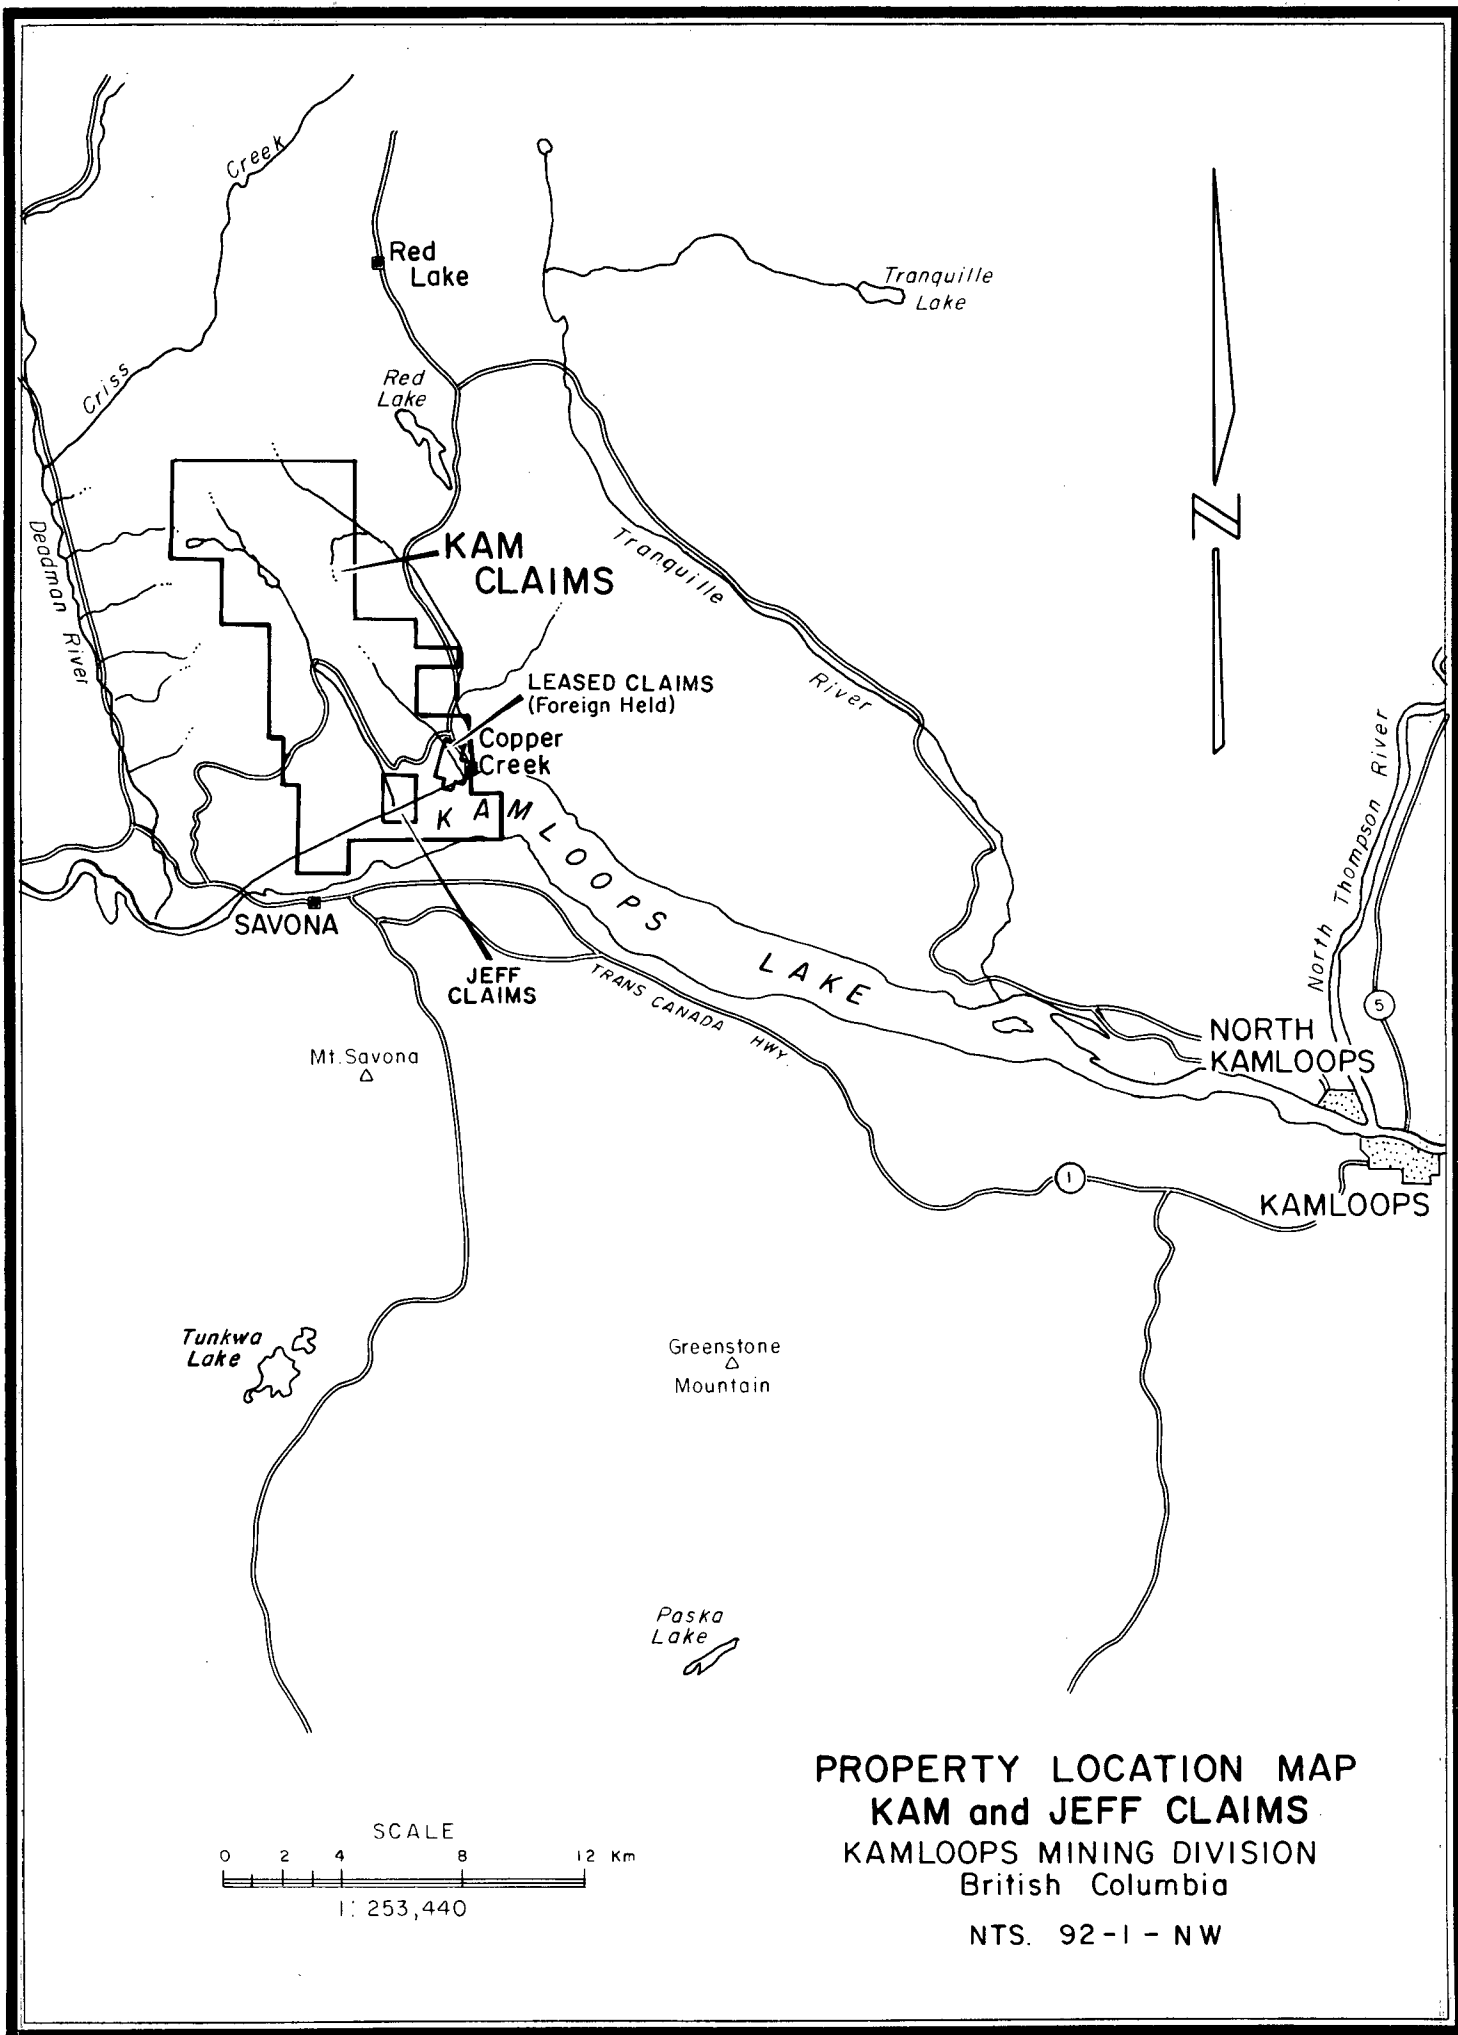 Creek
Criss
Red
Lake
Tranquille
Lake
Red
Lake
Deadman
River
KAM
CLAIMS
Tranquille
River
LEASED CLAIMS
(Foreign Held)
Copper
Creek
N
KAMLOOPS
LAKE
SAVONA
JEFF
CLAIMS
TRANS CANADA HWY.
North Thompson River
5
NORTH
KAMLOOPS
Mt. Savona
1
KAMLOOPS
Tunkwa
Lake
Greenstone
Mountain
Paska
Lake
PROPERTY LOCATION MAP
KAM and JEFF CLAIMS
KAMLOOPS MINING DIVISION
British Columbia
NTS. 92-I-NW
SCALE
0 2 4 8 12 Km
1: 253,440